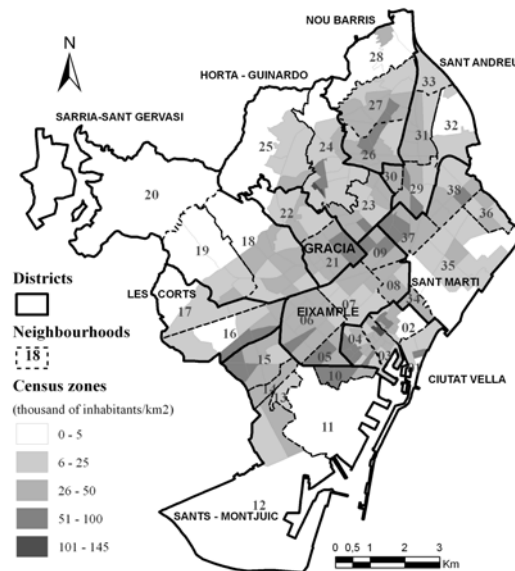 NOU BARRIS
N
28
SANT ANDREU
33
HORTA - GUINARDO
27
SARRIA-SANT GERVASI
24
31
32
25
26
20
30
29
38
23
36
22
18
37
19
GRACIA
09
21
35
Districts
LES CORTS
SANT MARTI
08
17
07
34
Neighbourhoods
EIXAMPLE
06
02
16
18
04
03
15
05
Census zones
10
CIUTAT VELLA
14
13
(thousand of inhabitants/km2)
0 - 5
11
6 - 25
26 - 50
12
51 - 100
SANTS - MONTJUIC
101 - 145
0 0,5 1 2 3
Km